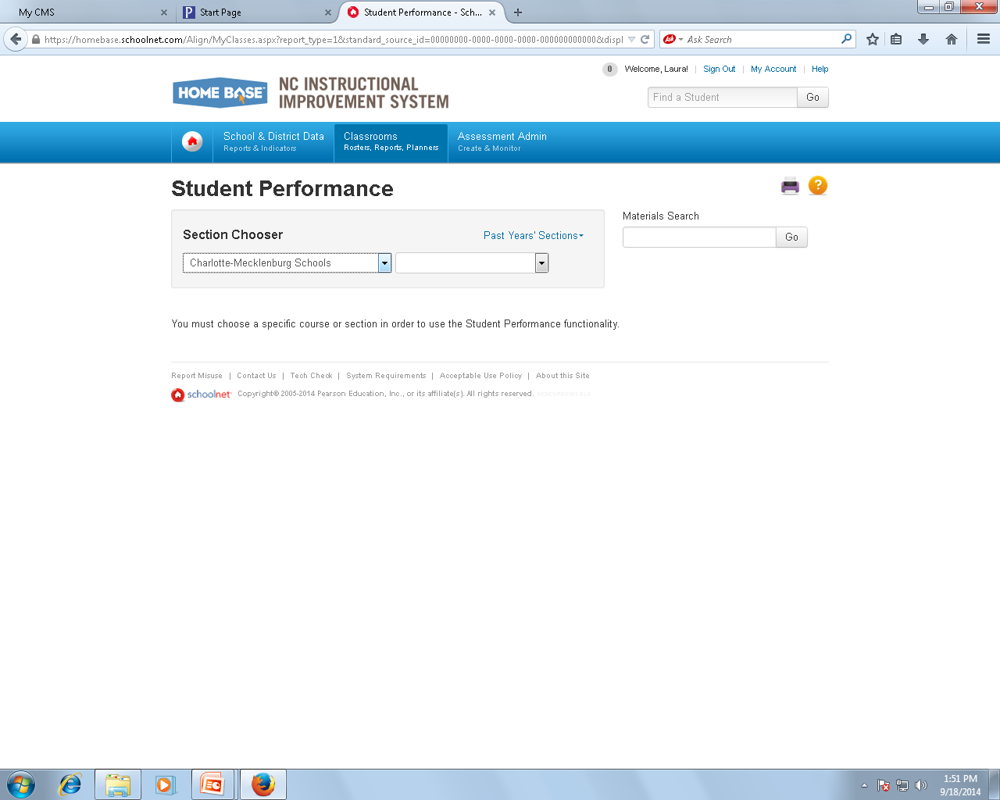 My CMS
Start Page
Student Performance - Sch...
https://homebase.schoolnet.com/Align/MyClasses.aspx?report_type=1&standard_source_id=00000000-0000-0000-0000-000000000000&displ
Ask
Ask Search
0
Welcome, Laura!
Sign Out
My Account
Help
HOME BASE
NC INSTRUCTIONAL
IMPROVEMENT SYSTEM
Find a Student
Go
School & District Data
Reports & Indicators
Classrooms
Rosters, Reports, Planners
Assessment Admin
Create & Monitor
Student Performance
?
Section Chooser
Past Years' Sections
Charlotte-Mecklenburg Schools
Materials Search
Go
You must choose a specific course or section in order to use the Student Performance functionality.
Report Misuse | Contact Us | Tech Check | System Requirements | Acceptable Use Policy | About this Site
schoolnet
Copyright© 2005-2014 Pearson Education, Inc., or its affiliate(s). All rights reserved.
1:51 PM
9/18/2014